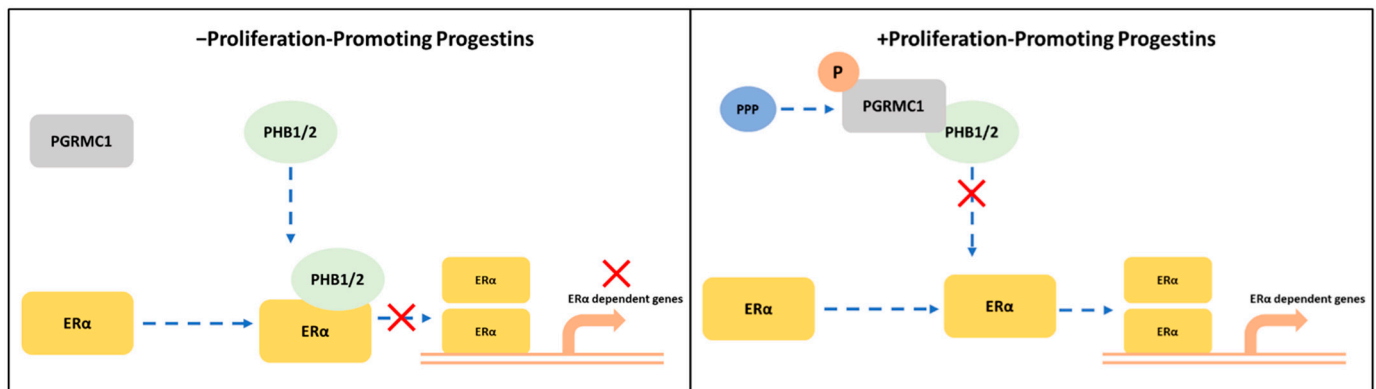 −Proliferation-Promoting Progestins
PGRMC1
PHB1/2
PHB1/2
ERα
ERα
ERα
ERα
ERα dependent genes
+Proliferation-Promoting Progestins
P
PPP
PGRMC1
PHB1/2
ERα
ERα
ERα
ERα
ERα dependent genes